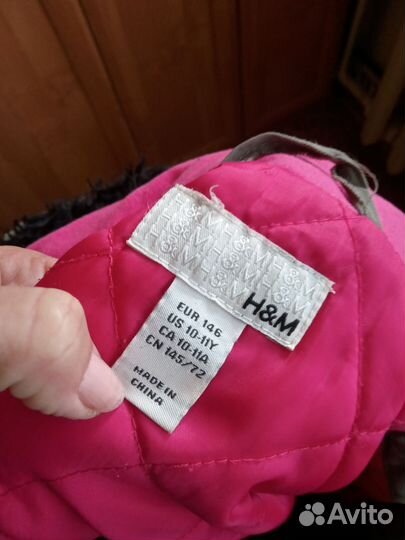 H&M
EUR 146
US 10-11Y
CA 10-11A
CN 145/72
MADE IN
CHINA
Avito